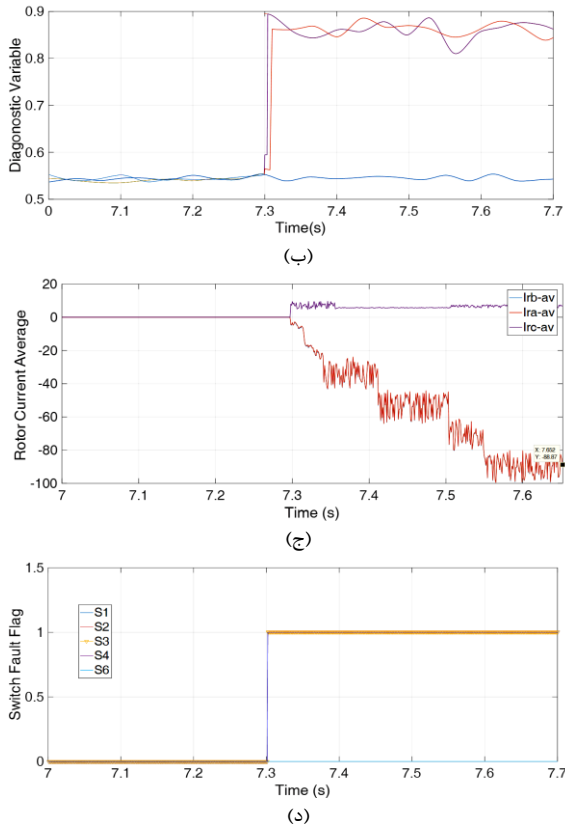 0.9
0.8
0.7
0.6
0.5
Diagonostic Variable
0 7.1 7.2 7.3 7.4 7.5 7.6 7.7
Time(s)
(ب)
20
0
-20
-40
-60
-80
-100
Rotor Current Average
Irb-av
Ira-av
Irc-av
X: 7.652
Y: -88.67
7 7.1 7.2 7.3 7.4 7.5 7.6
Time (s)
(ج)
1.5
1
0.5
0
Switch Fault Flag
S1
S2
S3
S4
S6
7 7.1 7.2 7.3 7.4 7.5 7.6 7.7
Time (s)
(د)